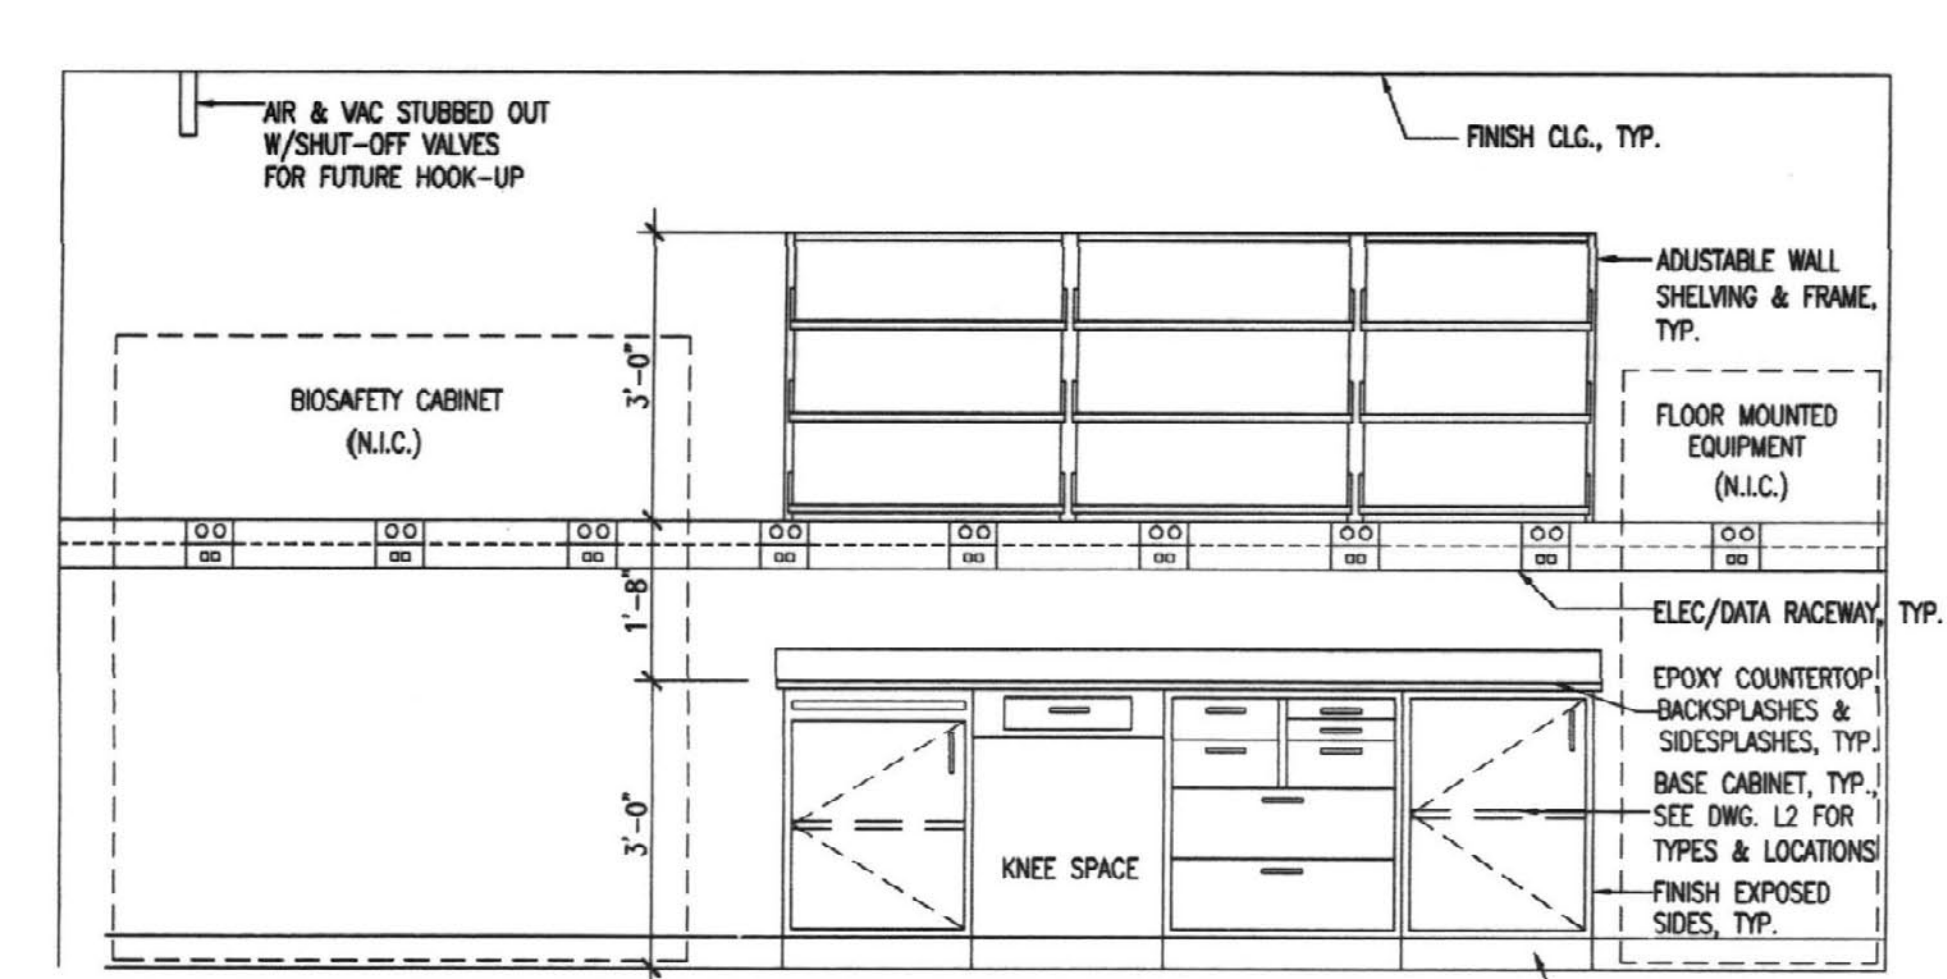 AIR & VAC STUBBED OUT
W/SHUT-OFF VALVES
FOR FUTURE HOOK-UP
FINISH CLG., TYP.
ADUSTABLE WALL
SHELVING & FRAME,
TYP.
3'-0"
BIOSAFETY CABINET
(N.I.C.)
FLOOR MOUNTED
EQUIPMENT
(N.I.C.)
1'-8"
ELEC/DATA RACEWAY, TYP.
EPOXY COUNTERTOP,
BACKSPLASHES &
SIDESPLASHES, TYP.
BASE CABINET, TYP.,
SEE DWG. L2 FOR
TYPES & LOCATIONS
3'-0"
KNEE SPACE
FINISH EXPOSED
SIDES, TYP.